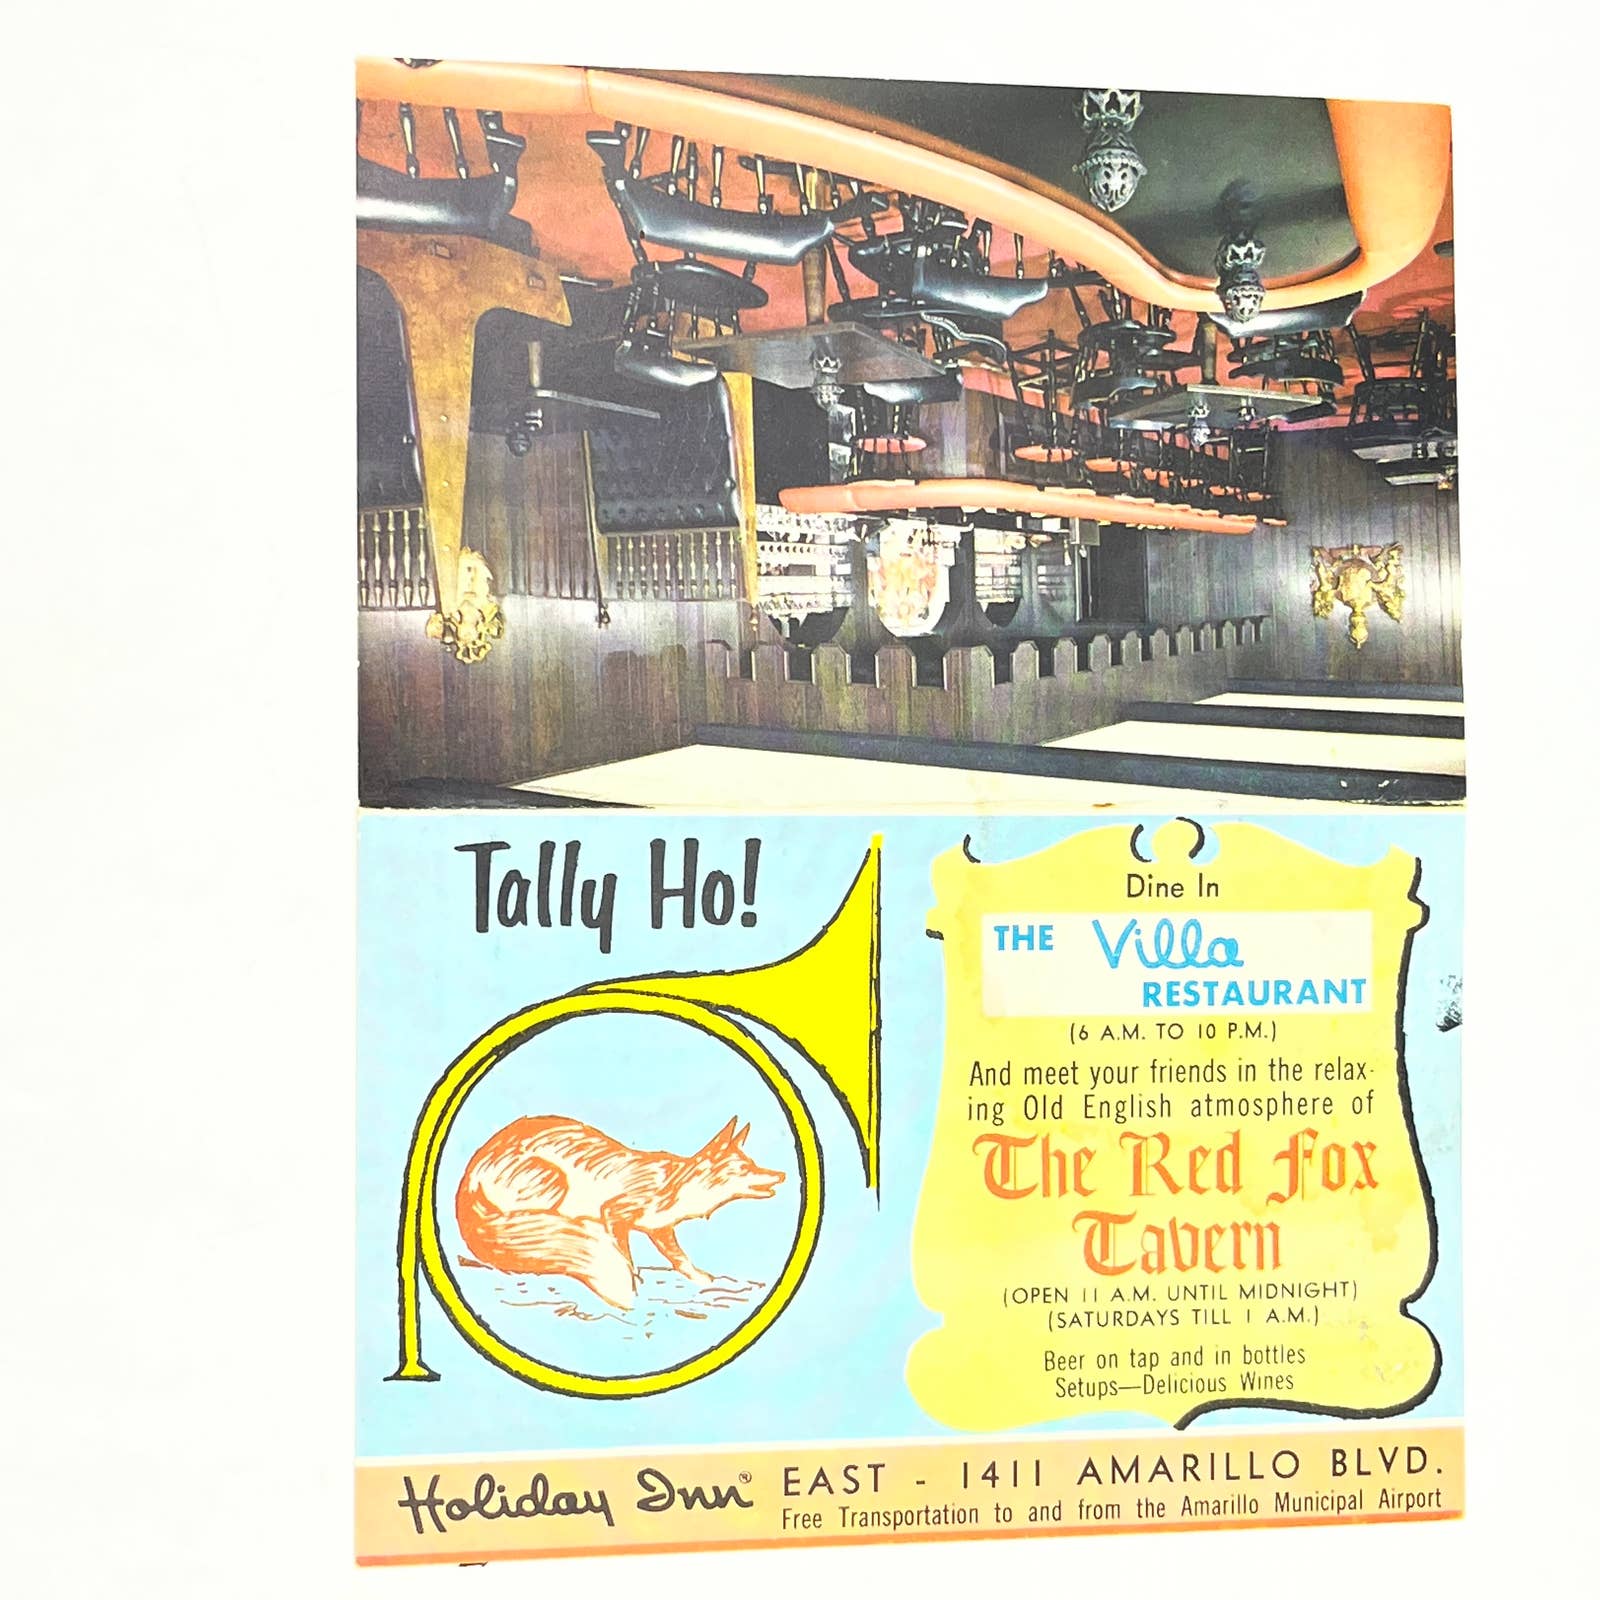 Tally Ho!
Dine In
THE Villa
RESTAURANT
(6 A.M. TO 10 P.M.)
And meet your friends in the relax-
ing Old English atmosphere of
The Red Fox
Tavern
(OPEN 11 A.M. UNTIL MIDNIGHT)
(SATURDAYS TILL 1 A.M.)
Beer on tap and in bottles
Setups—Delicious Wines
Holiday Inn® EAST - 1411 AMARILLO BLVD.
Free Transportation to and from the Amarillo Municipal Airport